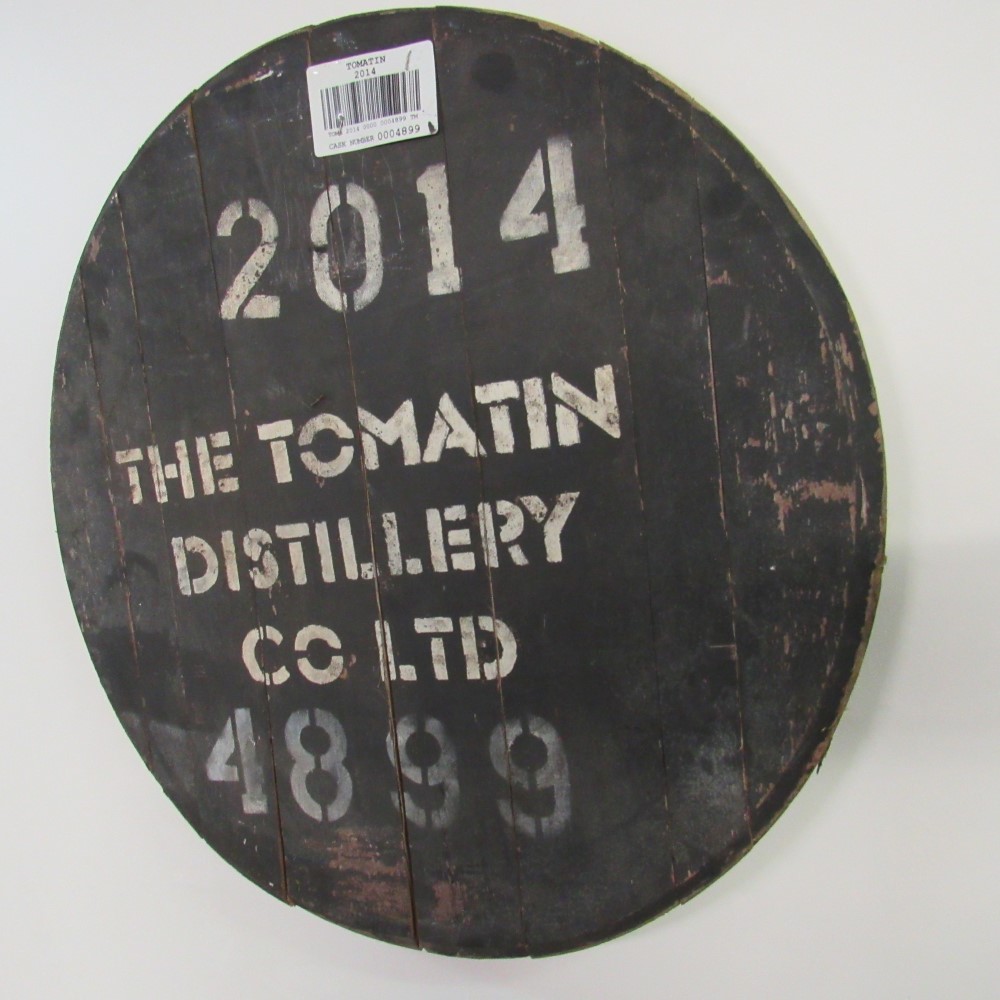 TOMATIN
2014
CASK NUMBER 0004899
2014
THE TOMATIN
DISTILLERY
CO LTD
4899